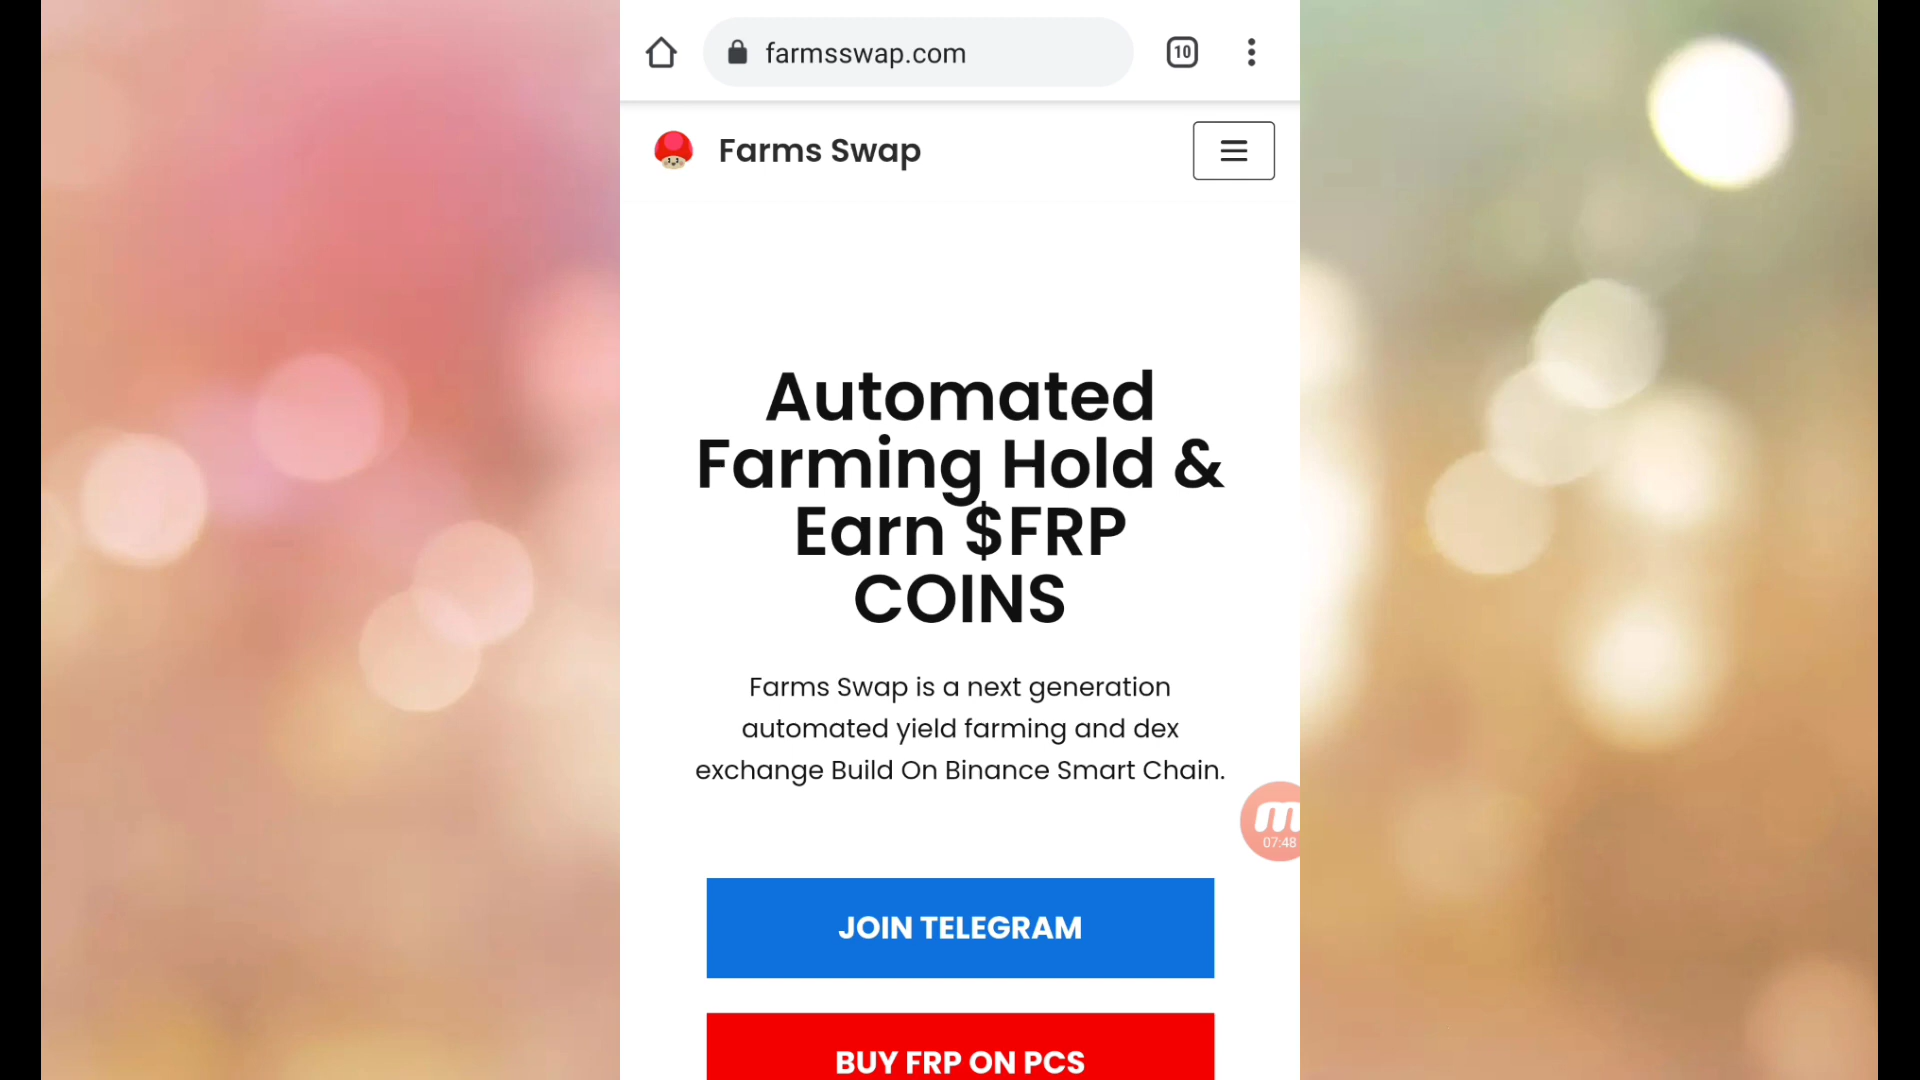 farmsswap.com
10
Farms Swap
Automated
Farming Hold &
Earn $FRP
COINS
Farms Swap is a next generation
automated yield farming and dex
exchange Build On Binance Smart Chain.
m
07:48
JOIN TELEGRAM
BUY FRP ON PCS